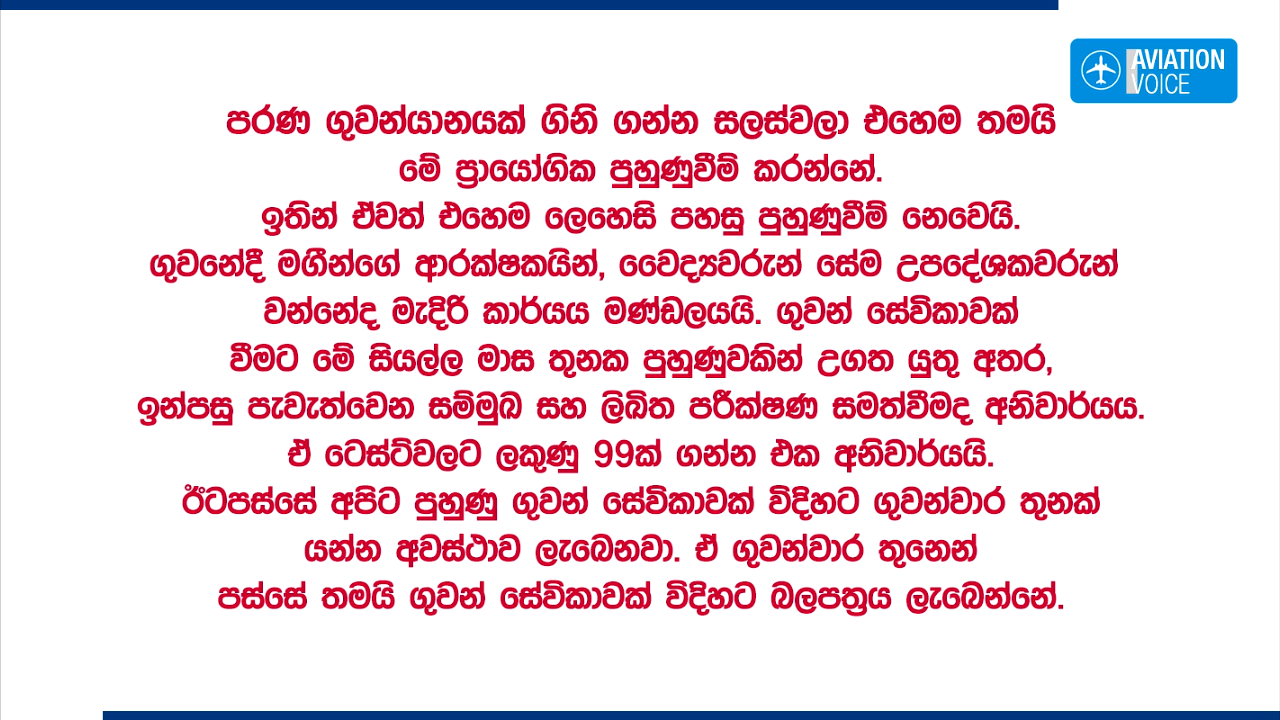 AVIATION
VOICE
පරණ ගුවන්යානයක් ගිනි ගන්න සලස්වලා එහෙම තමයි
මේ ප්‍රායෝගික පුහුණුවීම් කරන්නේ.
ඉතින් ඒවත් එහෙම ලෙහෙසි පහසු පුහුණුවීම් නෙවෙයි.
ගුවනේදී මගීන්ගේ ආරක්ෂකයින්, වෛද්‍යවරුන් සේම උපදේශකවරුන්
වන්නේද මැදිරි කාර්යය මණ්ඩලයයි. ගුවන් සේවිකාවක්
වීමට මේ සියල්ල මාස තුනක පුහුණුවකින් උගත යුතු අතර,
ඉන්පසු පැවැත්වෙන සම්මුඛ සහ ලිඛිත පරීක්ෂණ සමත්වීමද අනිවාර්යය.
ඒ ටෙස්ට්වලට ලකුණු 99ක් ගන්න එක අනිවාර්යයි.
ඊටපස්සේ අපිට පුහුණු ගුවන් සේවිකාවක් විදිහට ගුවන්වාර තුනක්
යන්න අවස්ථාව ලැබෙනවා. ඒ ගුවන්වාර තුනෙන්
පස්සේ තමයි ගුවන් සේවිකාවක් විදිහට බලපත්‍රය ලැබෙන්නේ.